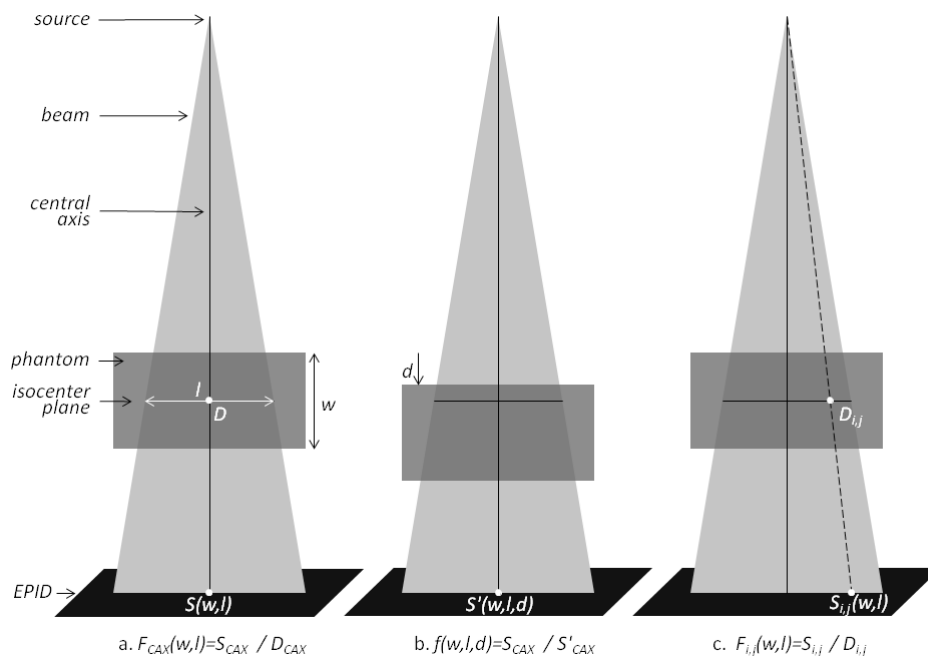 source
beam
central
axis
phantom
isocenter
plane
EPID
l
D
w
S(w,l)
d
S'(w,l,d)
D_{i,j}
S_{i,j}(w,l)
a. F_{CAX}(w,l)=S_{CAX} / D_{CAX}
b. f(w,l,d)=S_{CAX} / S'_{CAX}
c. F_{i,j}(w,l)=S_{i,j} / D_{i,j}